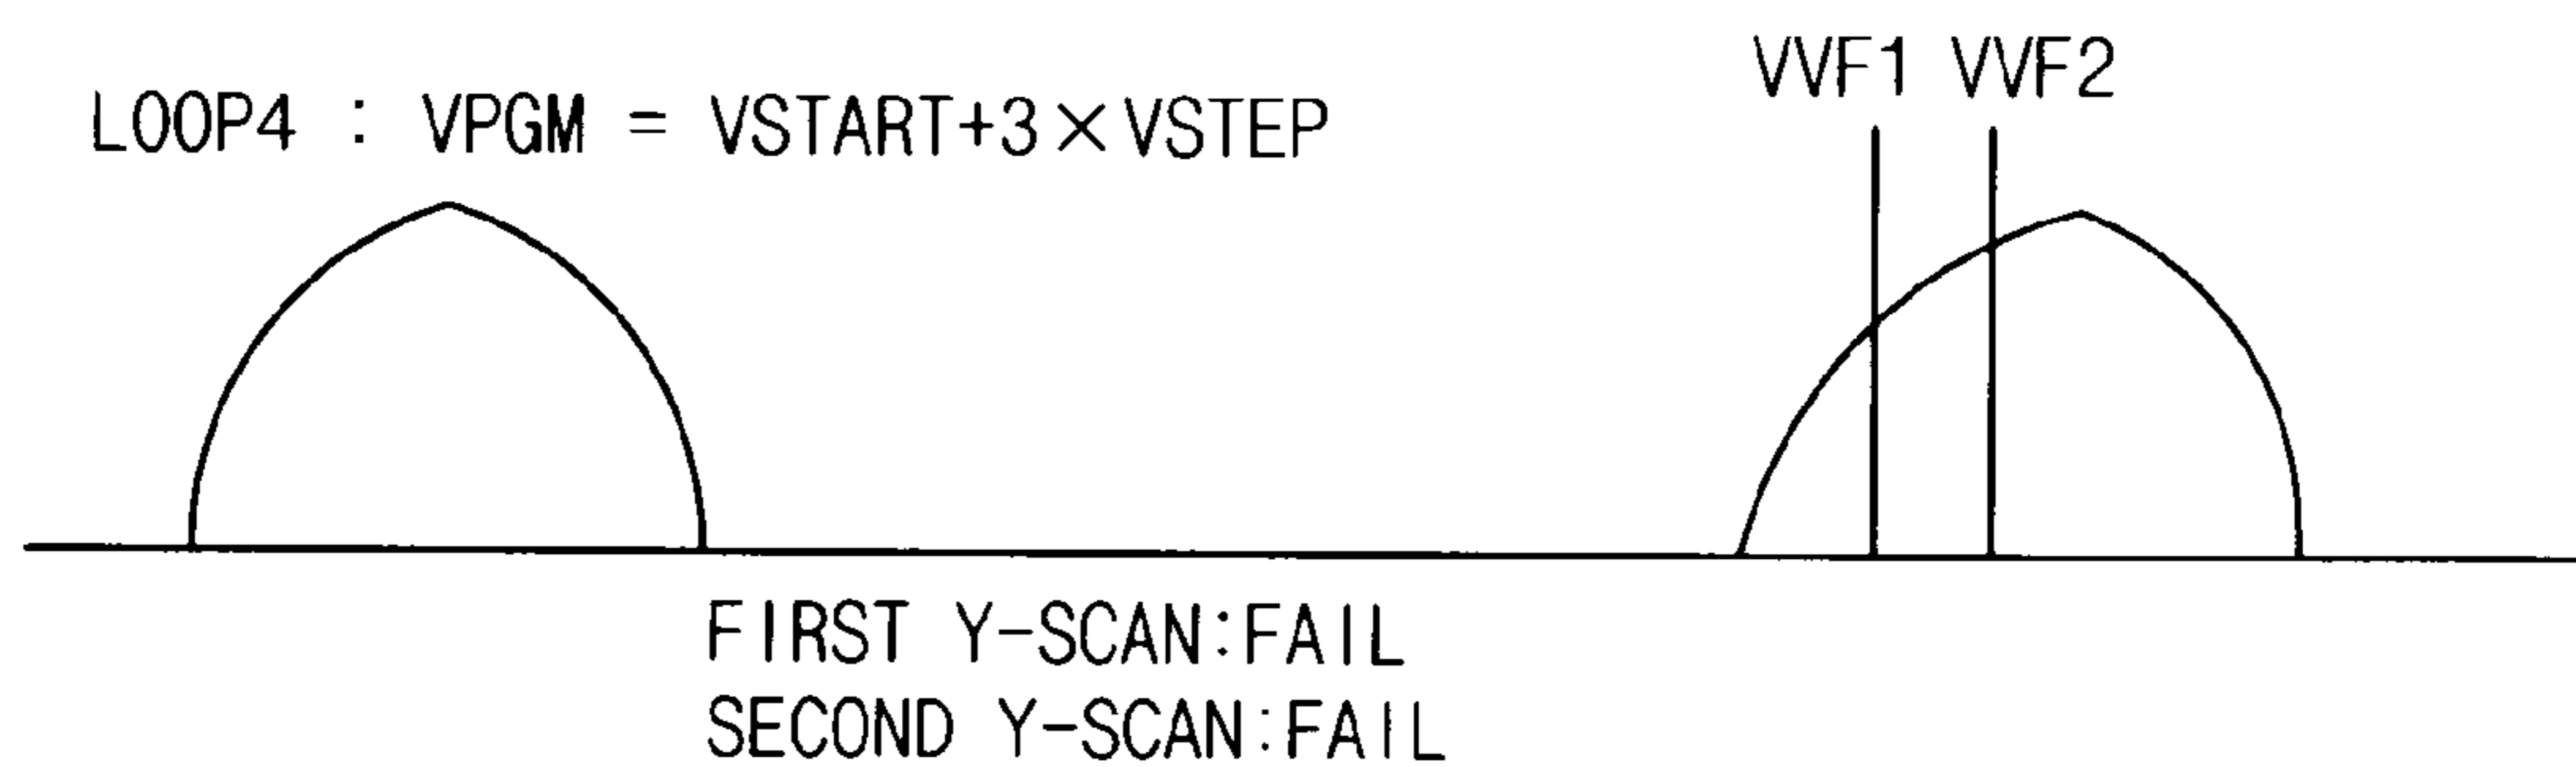 LOOP4 : VPGM = VSTART+3×VSTEP
VVF1 VVF2
FIRST Y-SCAN:FAIL
SECOND Y-SCAN:FAIL